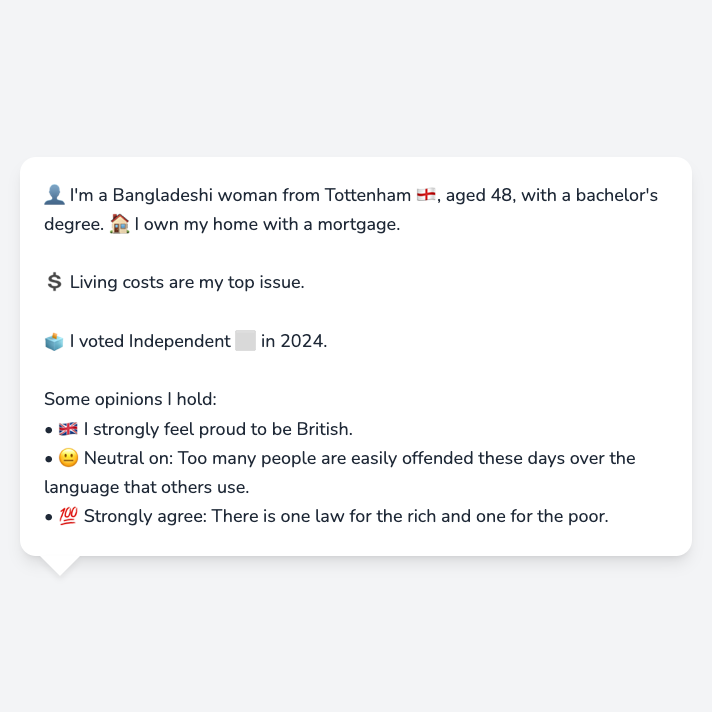 👤 I'm a Bangladeshi woman from Tottenham 🏴󠁧󠁢󠁥󠁮󠁧󠁿, aged 48, with a bachelor's
degree. 🏠 I own my home with a mortgage.
💲 Living costs are my top issue.
🗳️ I voted Independent ⬜ in 2024.
Some opinions I hold:
• 🇬🇧 I strongly feel proud to be British.
• 😐 Neutral on: Too many people are easily offended these days over the
language that others use.
• 💯 Strongly agree: There is one law for the rich and one for the poor.